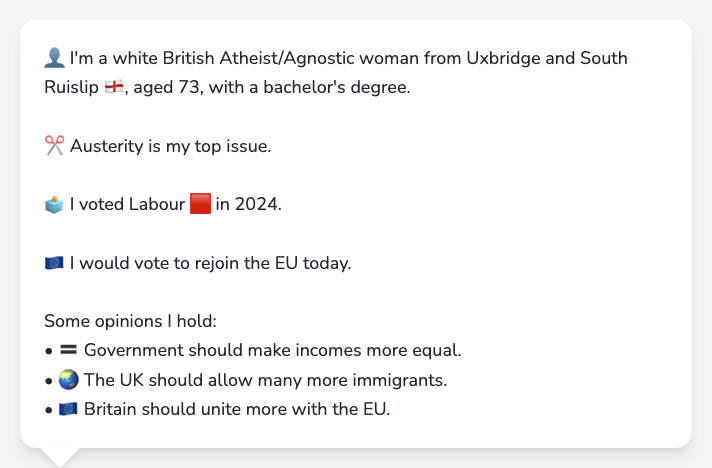 👤 I'm a white British Atheist/Agnostic woman from Uxbridge and South
Ruislip 🏴󠁧󠁢󠁥󠁮󠁧󠁿, aged 73, with a bachelor's degree.
✂️ Austerity is my top issue.
🗳️ I voted Labour 🟥 in 2024.
🇪🇺 I would vote to rejoin the EU today.
Some opinions I hold:
• 🟰 Government should make incomes more equal.
• 🌏 The UK should allow many more immigrants.
• 🇪🇺 Britain should unite more with the EU.